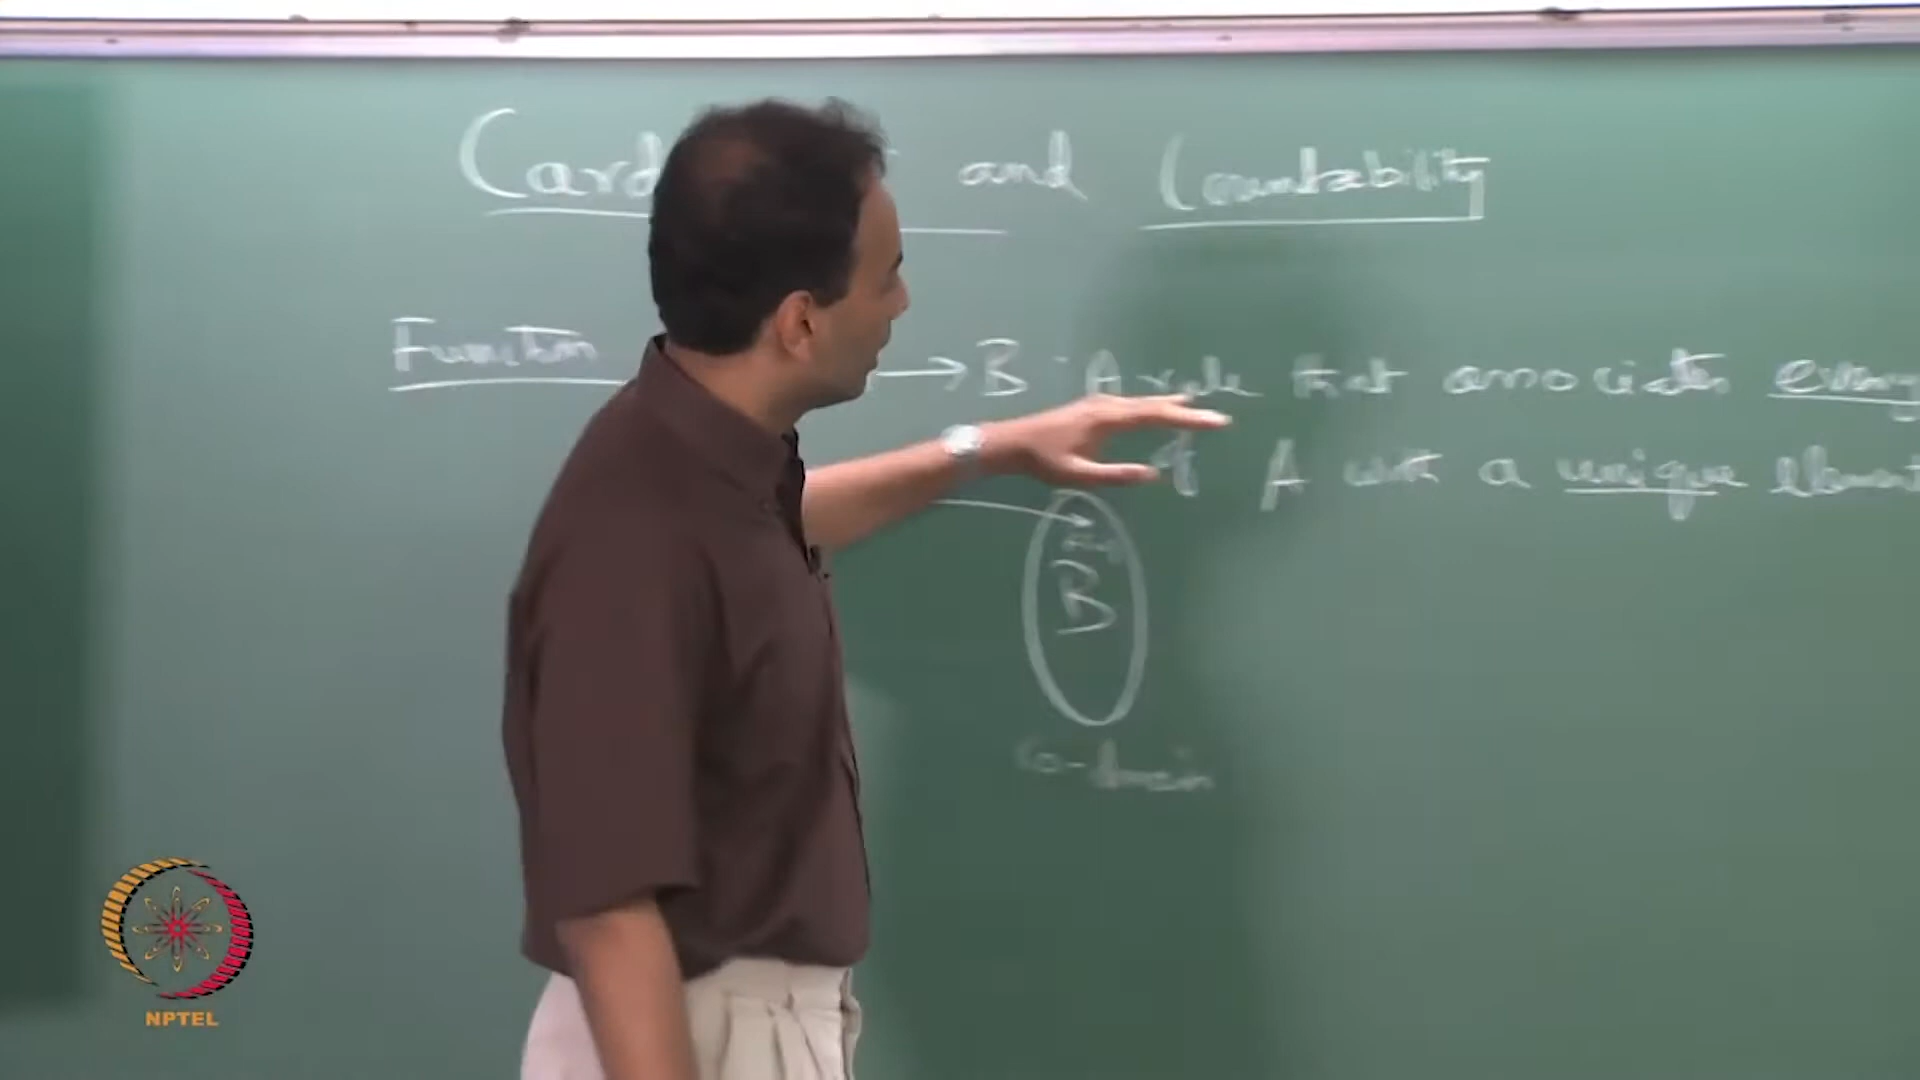 Card and Countability
Function → B A rule that associates every
of A with a unique element
B
Co-domain
NPTEL